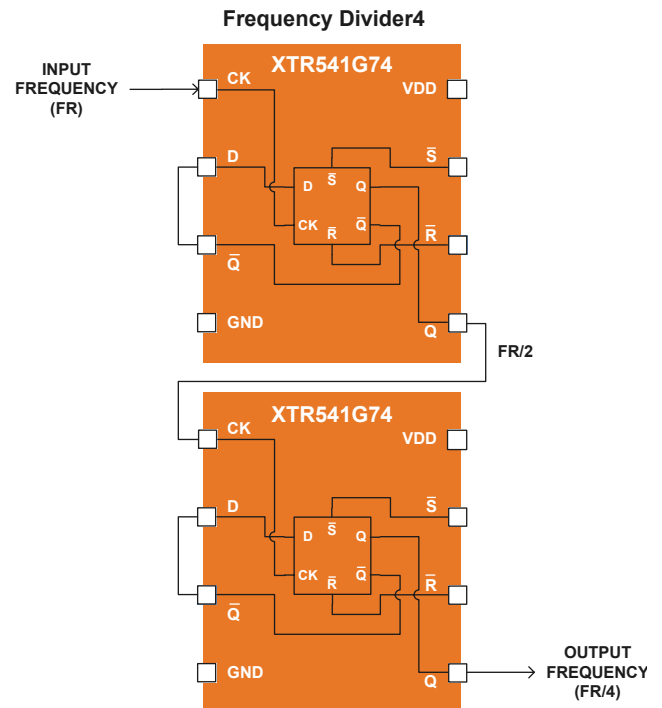 Frequency Divider4
XTR541G74
INPUT
FREQUENCY
(FR)
CK
VDD
D
S̅
D
S̅
Q
CK
R̅
Q̅
Q̅
R̅
GND
Q
FR/2
XTR541G74
CK
VDD
D
S̅
D
S̅
Q
CK
R̅
Q̅
Q̅
R̅
GND
Q
OUTPUT
FREQUENCY
(FR/4)